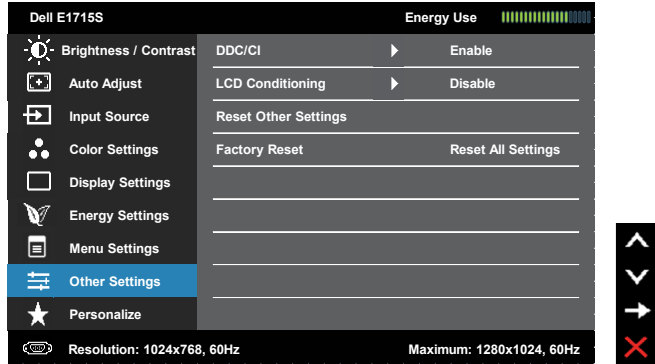 Dell E1715S Energy Use
Brightness / Contrast DDC/CI Enable
Auto Adjust LCD Conditioning Disable
Input Source Reset Other Settings
Color Settings Factory Reset Reset All Settings
Display Settings
Energy Settings
Menu Settings
Other Settings
Personalize
Resolution: 1024x768, 60Hz Maximum: 1280x1024, 60Hz